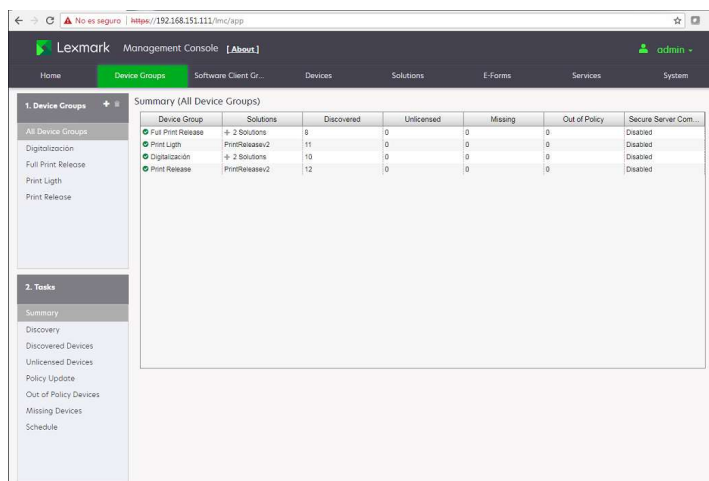 No es seguro | https://192.168.151.111/lmc/app
Lexmark Management Console [About] admin
Home Device Groups Software Client Gr... Devices Solutions E-Forms Services System
1. Device Groups
All Device Groups
Digitalización
Full Print Release
Print Ligth
Print Release
Summary (All Device Groups)
Device Group Solutions Discovered Unlicensed Missing Out of Policy Secure Server Com...
Full Print Release 2 Solutions 8 0 0 0 Disabled
Print Ligth PrintReleasev2 11 0 0 0 Disabled
Digitalización 2 Solutions 10 0 0 0 Disabled
Print Release PrintReleasev2 12 0 0 0 Disabled
2. Tasks
Summary
Discovery
Discovered Devices
Unlicensed Devices
Policy Update
Out of Policy Devices
Missing Devices
Schedule